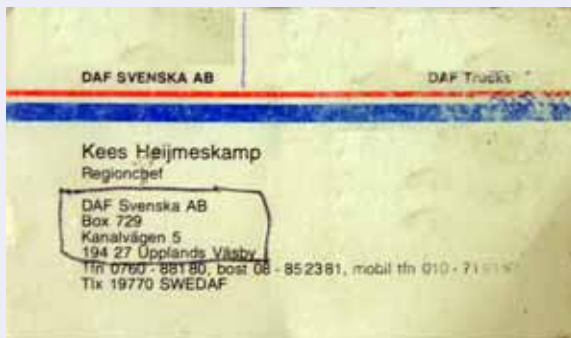 DAF SVENSKA AB DAF Trucks
Kees Heijmeskamp
Regionchef
DAF Svenska AB
Box 729
Kanalvägen 5
194 27 Upplands Väsby
Tfn 0760 - 881 80, bost 08 - 85 23 81, mobil tfn 010 -
Tlx 19770 SWEDAF